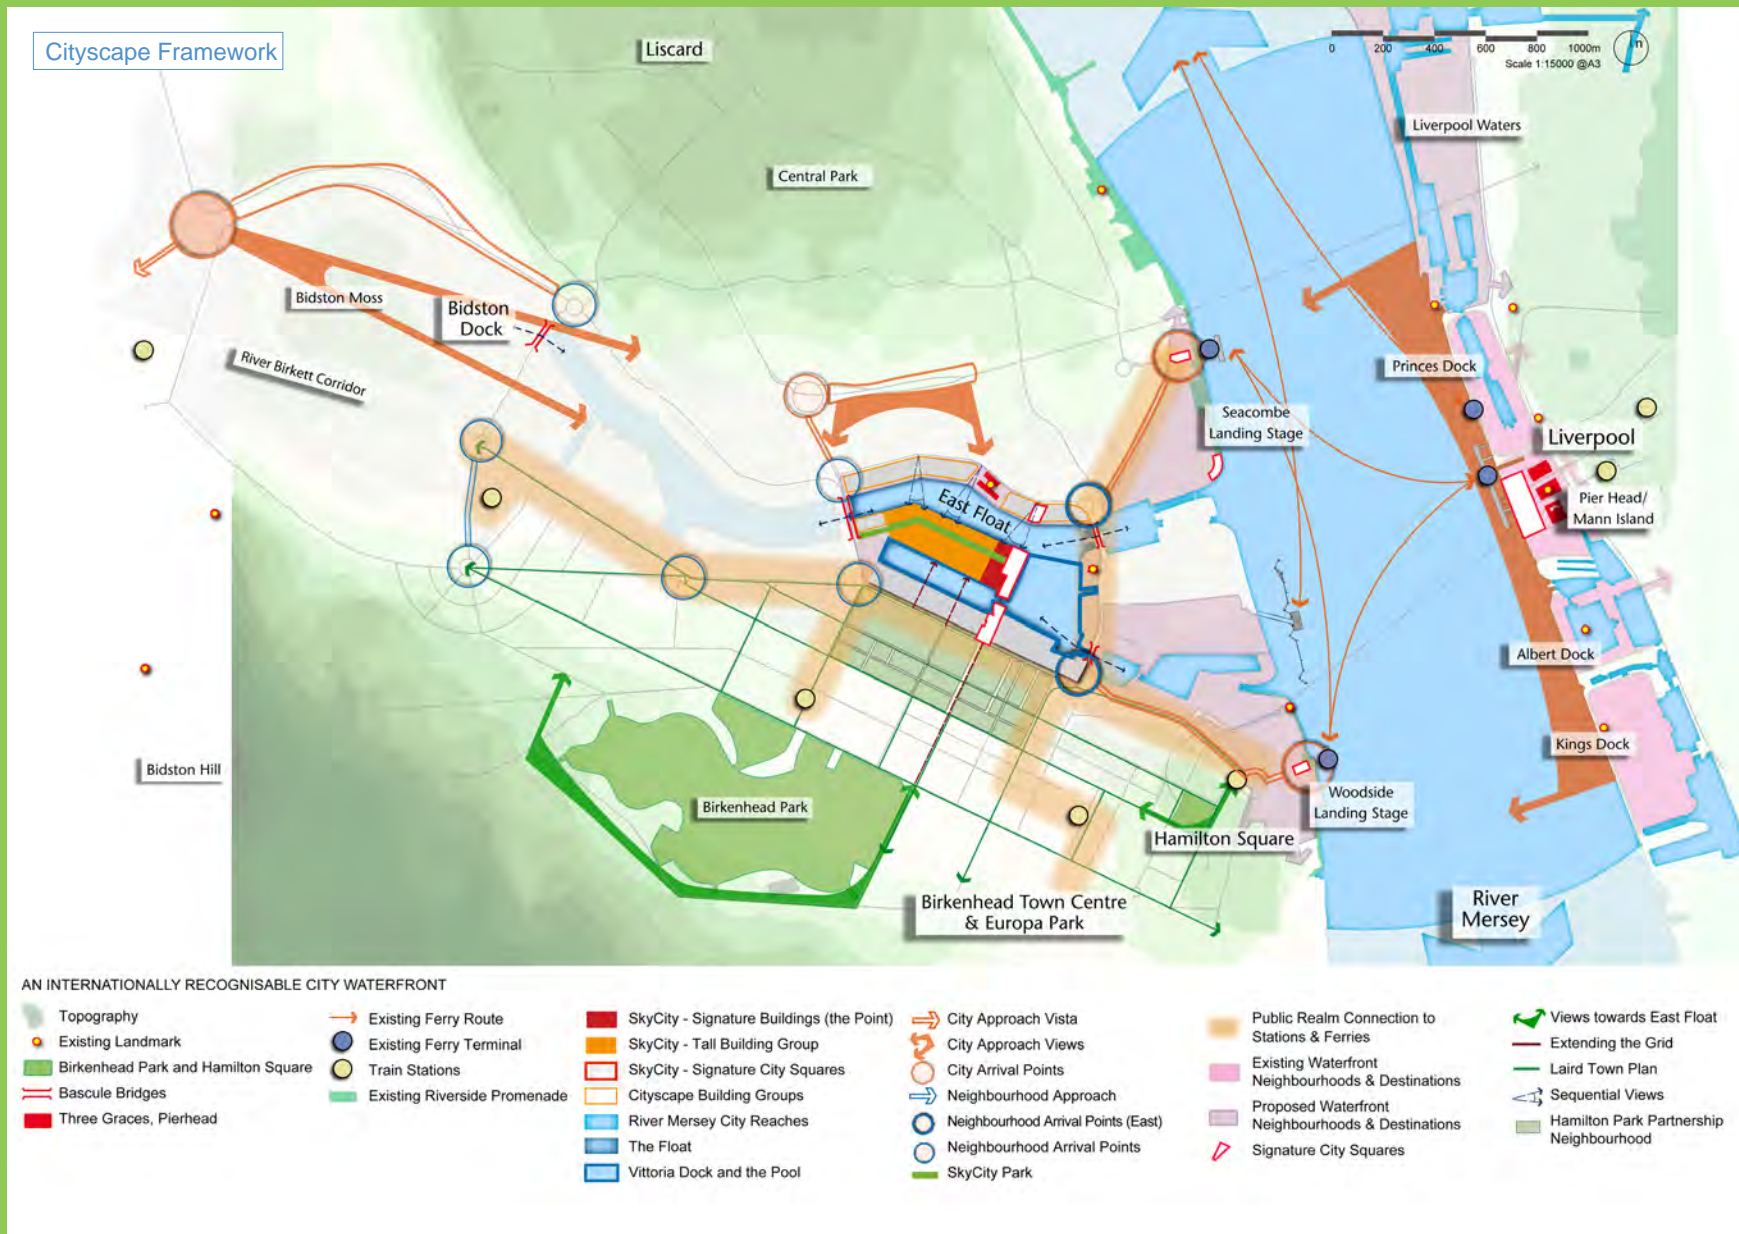 Cityscape Framework
Liscard
0 200 400 600 800 1000m
Scale 1:15000 @A3
n
Liverpool Waters
Central Park
Bidston Moss
Bidston
Dock
River Birkett Corridor
Princes Dock
Seacombe
Landing Stage
Liverpool
East Float
Pier Head/
Mann Island
Albert Dock
Kings Dock
Bidston Hill
Birkenhead Park
Woodside
Landing Stage
Hamilton Square
Birkenhead Town Centre
& Europa Park
River
Mersey
AN INTERNATIONALLY RECOGNISABLE CITY WATERFRONT
Topography
Existing Landmark
Birkenhead Park and Hamilton Square
Bascule Bridges
Three Graces, Pierhead
Existing Ferry Route
Existing Ferry Terminal
Train Stations
Existing Riverside Promenade
SkyCity - Signature Buildings (the Point)
SkyCity - Tall Building Group
SkyCity - Signature City Squares
Cityscape Building Groups
River Mersey City Reaches
The Float
Vittoria Dock and the Pool
City Approach Vista
City Approach Views
City Arrival Points
Neighbourhood Approach
Neighbourhood Arrival Points (East)
Neighbourhood Arrival Points
SkyCity Park
Public Realm Connection to
Stations & Ferries
Existing Waterfront
Neighbourhoods & Destinations
Proposed Waterfront
Neighbourhoods & Destinations
Signature City Squares
Views towards East Float
Extending the Grid
Laird Town Plan
Sequential Views
Hamilton Park Partnership
Neighbourhood